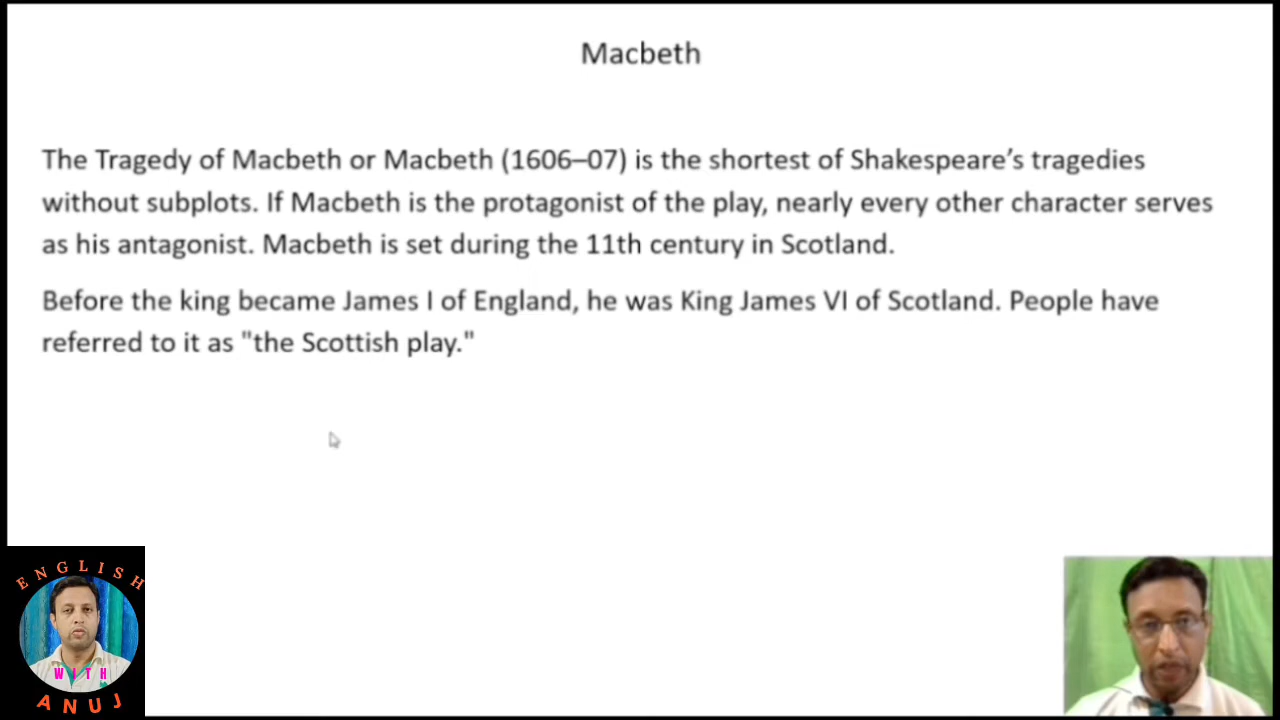 Macbeth
The Tragedy of Macbeth or Macbeth (1606–07) is the shortest of Shakespeare’s tragedies
without subplots. If Macbeth is the protagonist of the play, nearly every other character serves
as his antagonist. Macbeth is set during the 11th century in Scotland.
Before the king became James I of England, he was King James VI of Scotland. People have
referred to it as "the Scottish play."
ENGLISH
WITH
ANUJ